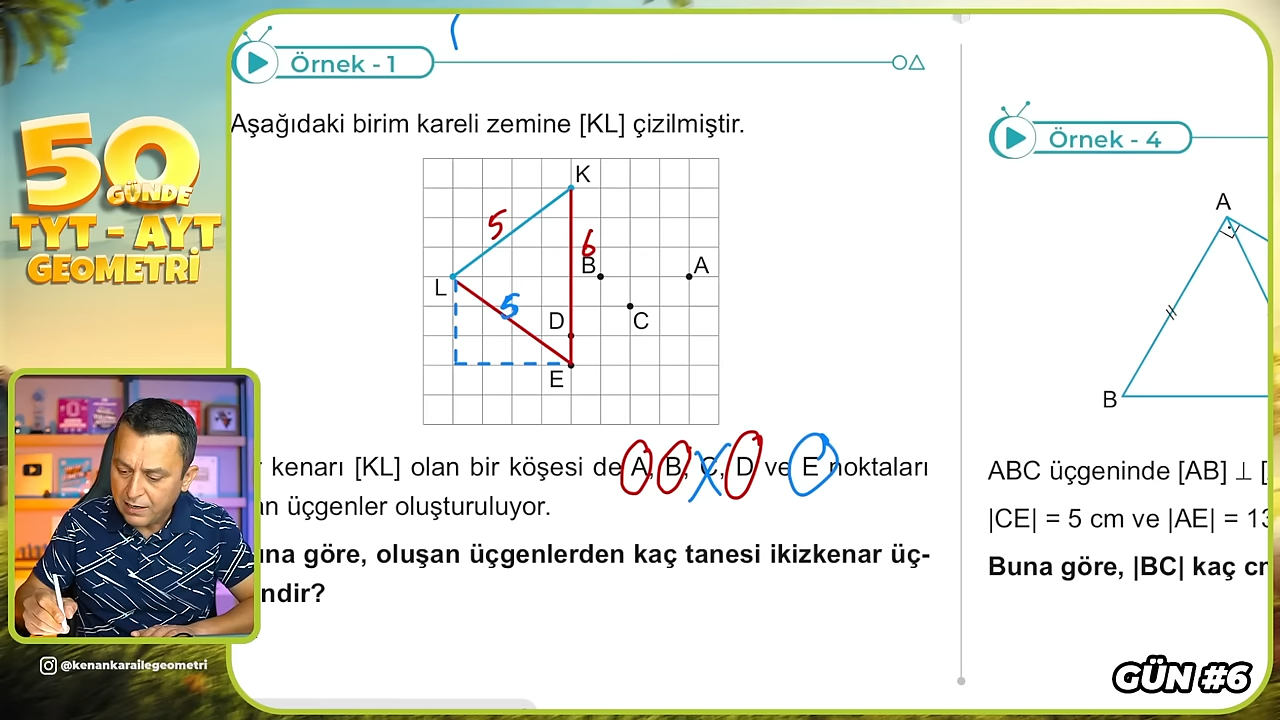 50
GÜNDE
TYT - AYT
GEOMETRİ
Örnek - 1
Aşağıdaki birim kareli zemine [KL] çizilmiştir.
K
5
6
B
A
L
5
D
C
E
kenarı [KL] olan bir köşesi de A, B, C, D ve E noktaları
üçgenler oluşturuluyor.
göre, oluşan üçgenlerden kaç tanesi ikizkenar üç-
ndir?
Örnek - 4
A
B
ABC üçgeninde [AB] ⊥ [
|CE| = 5 cm ve |AE| = 13
Buna göre, |BC| kaç cm
@kenankarailegeometri
GÜN #6